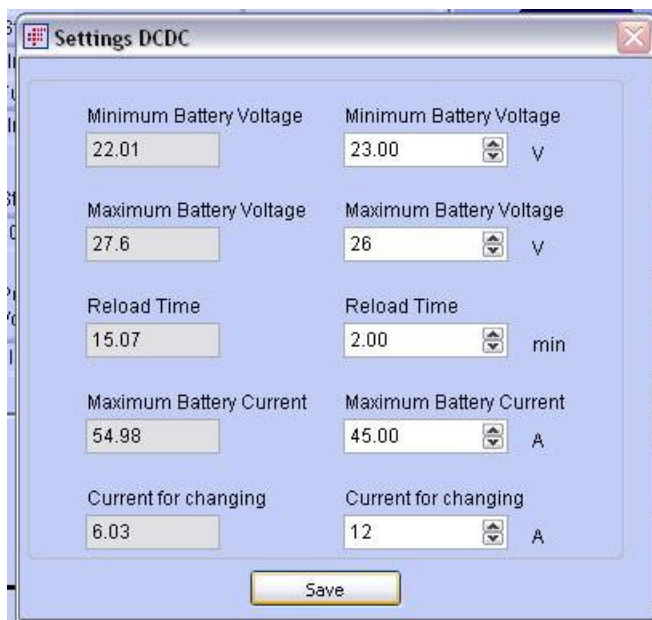 Settings DCDC
Minimum Battery Voltage Minimum Battery Voltage
22.01 23.00 V
Maximum Battery Voltage Maximum Battery Voltage
27.6 26 V
Reload Time Reload Time
15.07 2.00 min
Maximum Battery Current Maximum Battery Current
54.98 45.00 A
Current for changing Current for changing
6.03 12 A
Save